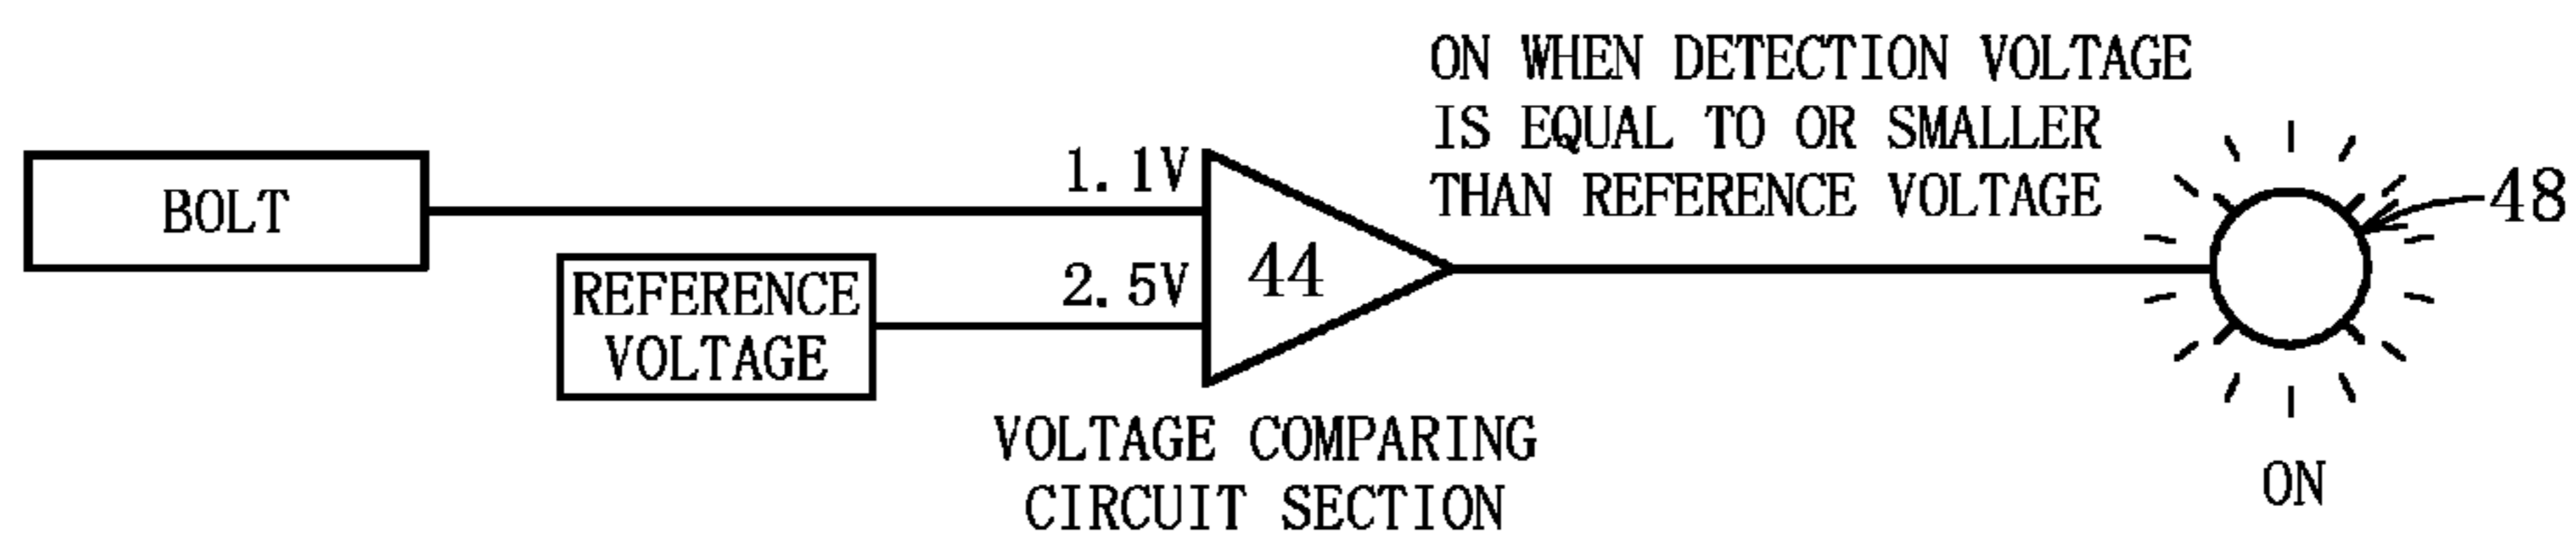 ON WHEN DETECTION VOLTAGE
IS EQUAL TO OR SMALLER
THAN REFERENCE VOLTAGE
BOLT
1.1V
48
REFERENCE
VOLTAGE
2.5V
44
VOLTAGE COMPARING
CIRCUIT SECTION
ON